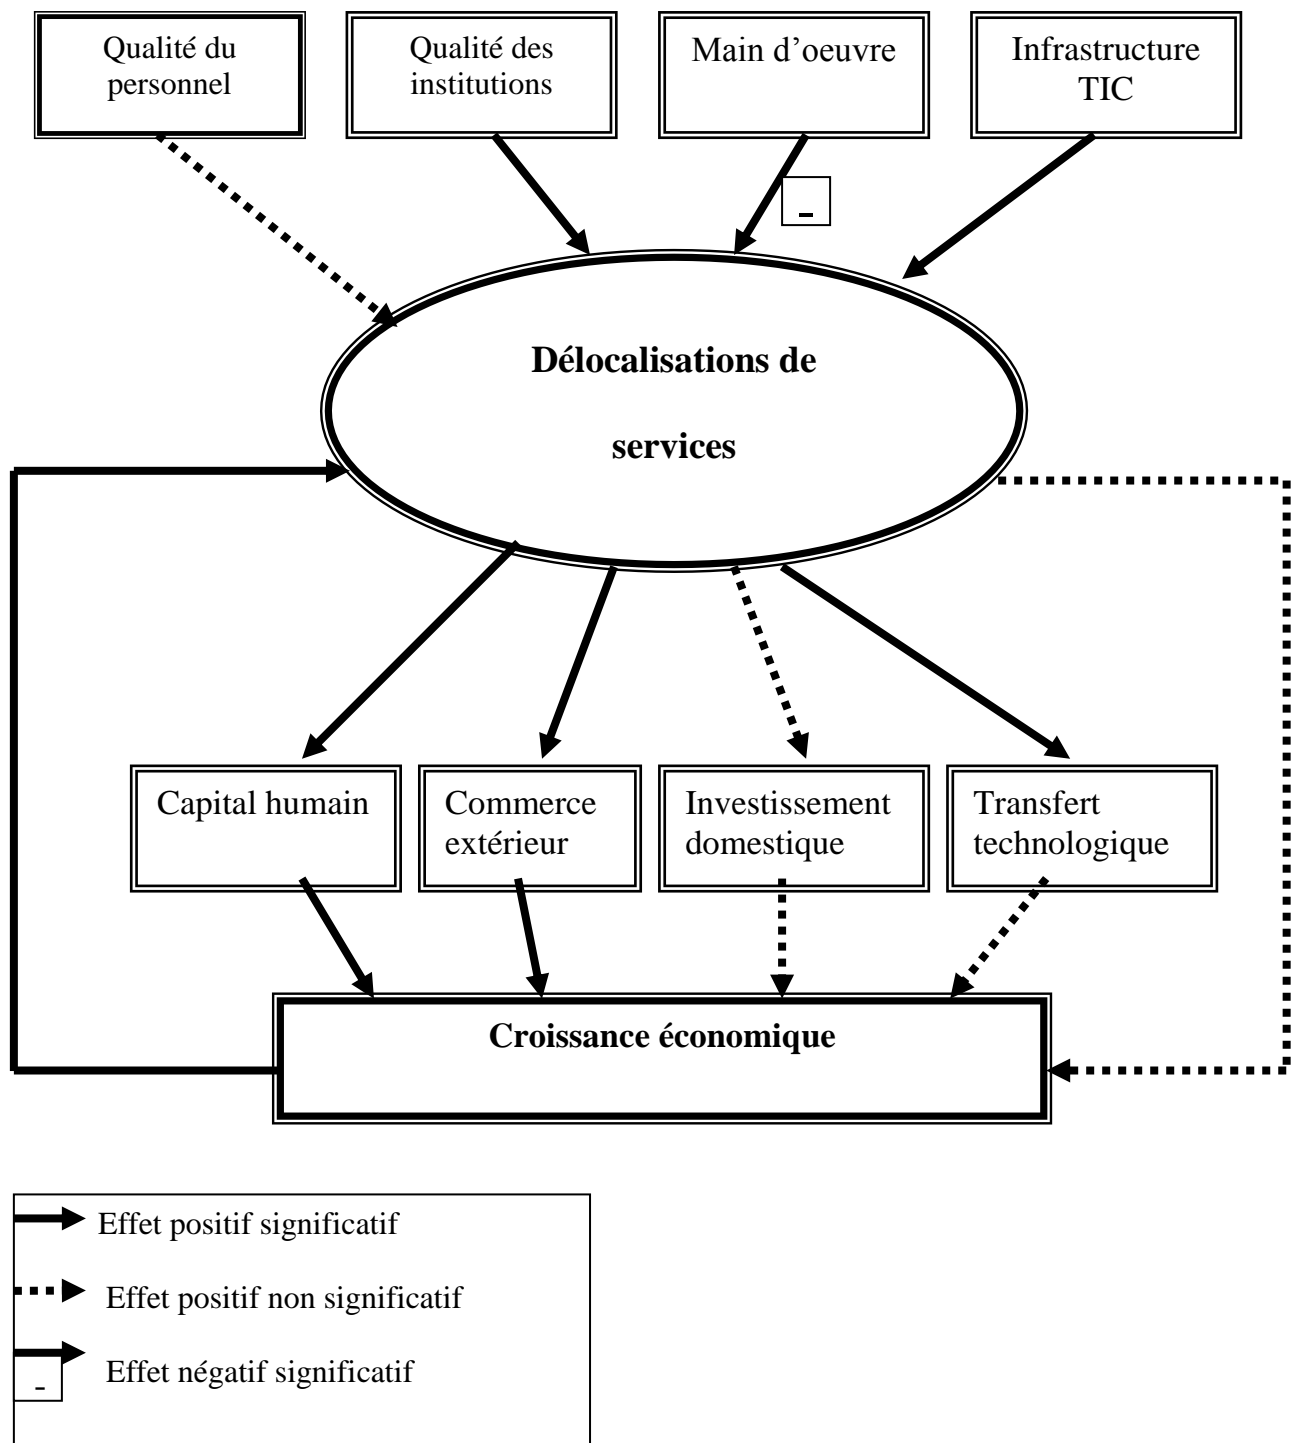 Qualité du
personnel
Qualité des
institutions
Main d’oeuvre
Infrastructure
TIC
-
Délocalisations de
services
Capital humain
Commerce
extérieur
Investissement
domestique
Transfert
technologique
Croissance économique
Effet positif significatif
Effet positif non significatif
Effet négatif significatif
-